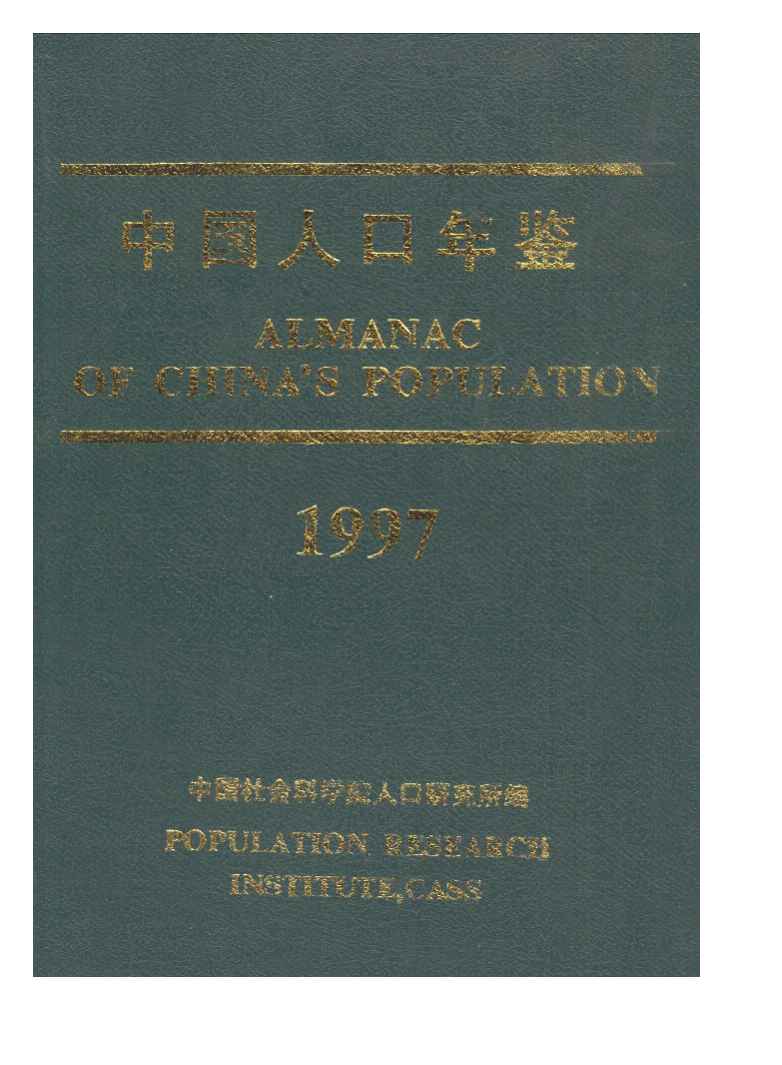 中国人口年鉴
ALMANAC
OF CHINA'S POPULATION
1997
中国社会科学院人口研究所编
POPULATION RESEARCH
INSTITUTE,CASS